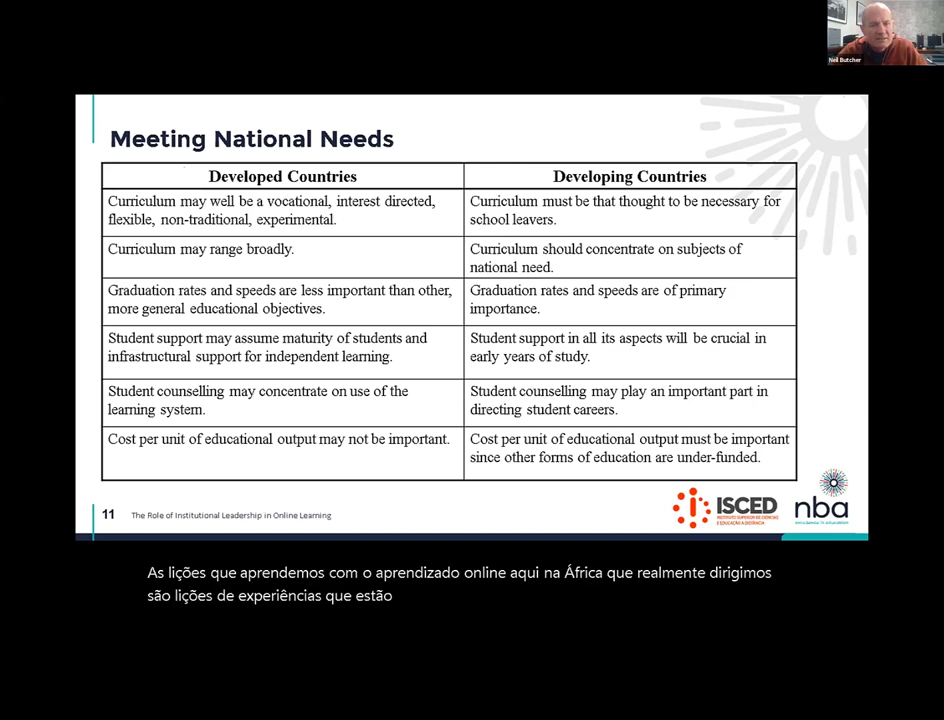 Neil Butcher
Meeting National Needs
Developed Countries
Developing Countries
Curriculum may well be a vocational, interest directed,
flexible, non-traditional, experimental.
Curriculum must be that thought to be necessary for
school leavers.
Curriculum may range broadly.
Curriculum should concentrate on subjects of
national need.
Graduation rates and speeds are less important than other,
more general educational objectives.
Graduation rates and speeds are of primary
importance.
Student support may assume maturity of students and
infrastructural support for independent learning.
Student support in all its aspects will be crucial in
early years of study.
Student counselling may concentrate on use of the
learning system.
Student counselling may play an important part in
directing student careers.
Cost per unit of educational output may not be important.
Cost per unit of educational output must be important
since other forms of education are under-funded.
11
The Role of Institutional Leadership in Online Learning
ISCED
INSTITUTO SUPERIOR DE CIÊNCIAS
E EDUCAÇÃO A DISTÂNCIA
nba
As lições que aprendemos com o aprendizado online aqui na África que realmente dirigimos
são lições de experiências que estão